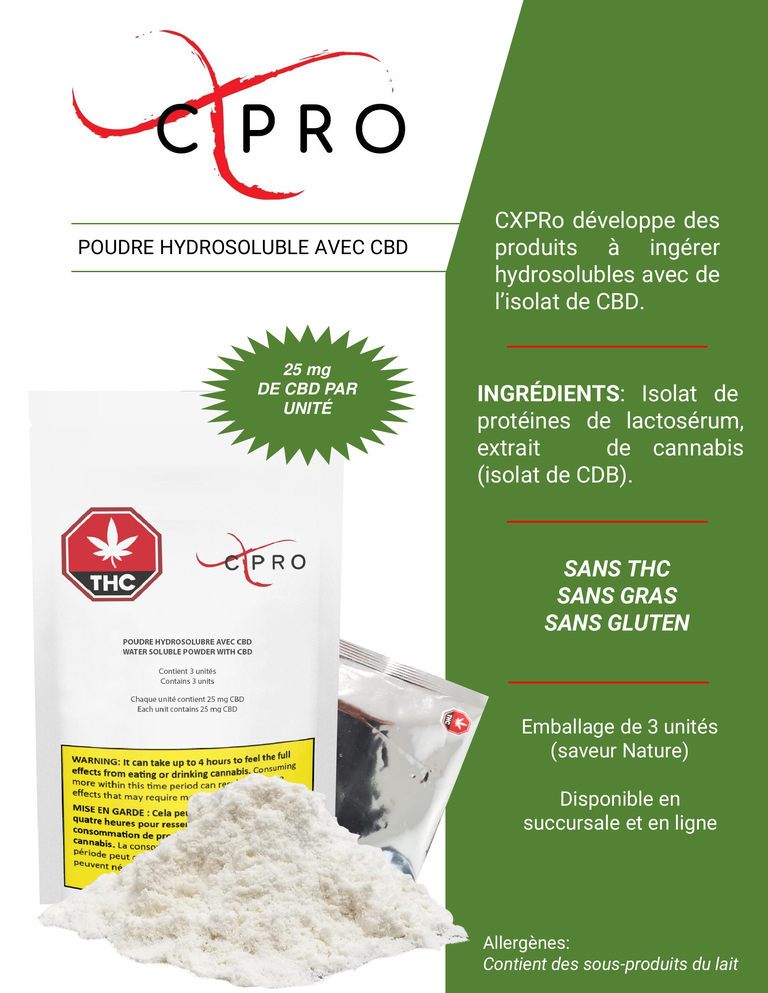 CXPRO
POUDRE HYDROSOLUBLE AVEC CBD
25 mg
DE CBD PAR
UNITÉ
THC
CXPRO
POUDRE HYDROSOLUBRE AVEC CBD
WATER SOLUBLE POWDER WITH CBD
Contient 3 unités
Contains 3 units
Chaque unité contient 25 mg CBD
Each unit contains 25 mg CBD
WARNING: It can take up to 4 hours to feel the full
effects from eating or drinking cannabis. Consuming
more within this time period can
effects that may require
MISE EN GARDE : Cela
quatre heures pour
consommation de
cannabis. La
période peut
peuvent
THC
CXPRo développe des
produits à ingérer
hydrosolubles avec de
l'isolat de CBD.
INGRÉDIENTS: Isolat de
protéines de lactosérum,
extrait de cannabis
(isolat de CDB).
SANS THC
SANS GRAS
SANS GLUTEN
Emballage de 3 unités
(saveur Nature)
Disponible en
succursale et en ligne
Allergènes:
Contient des sous-produits du lait